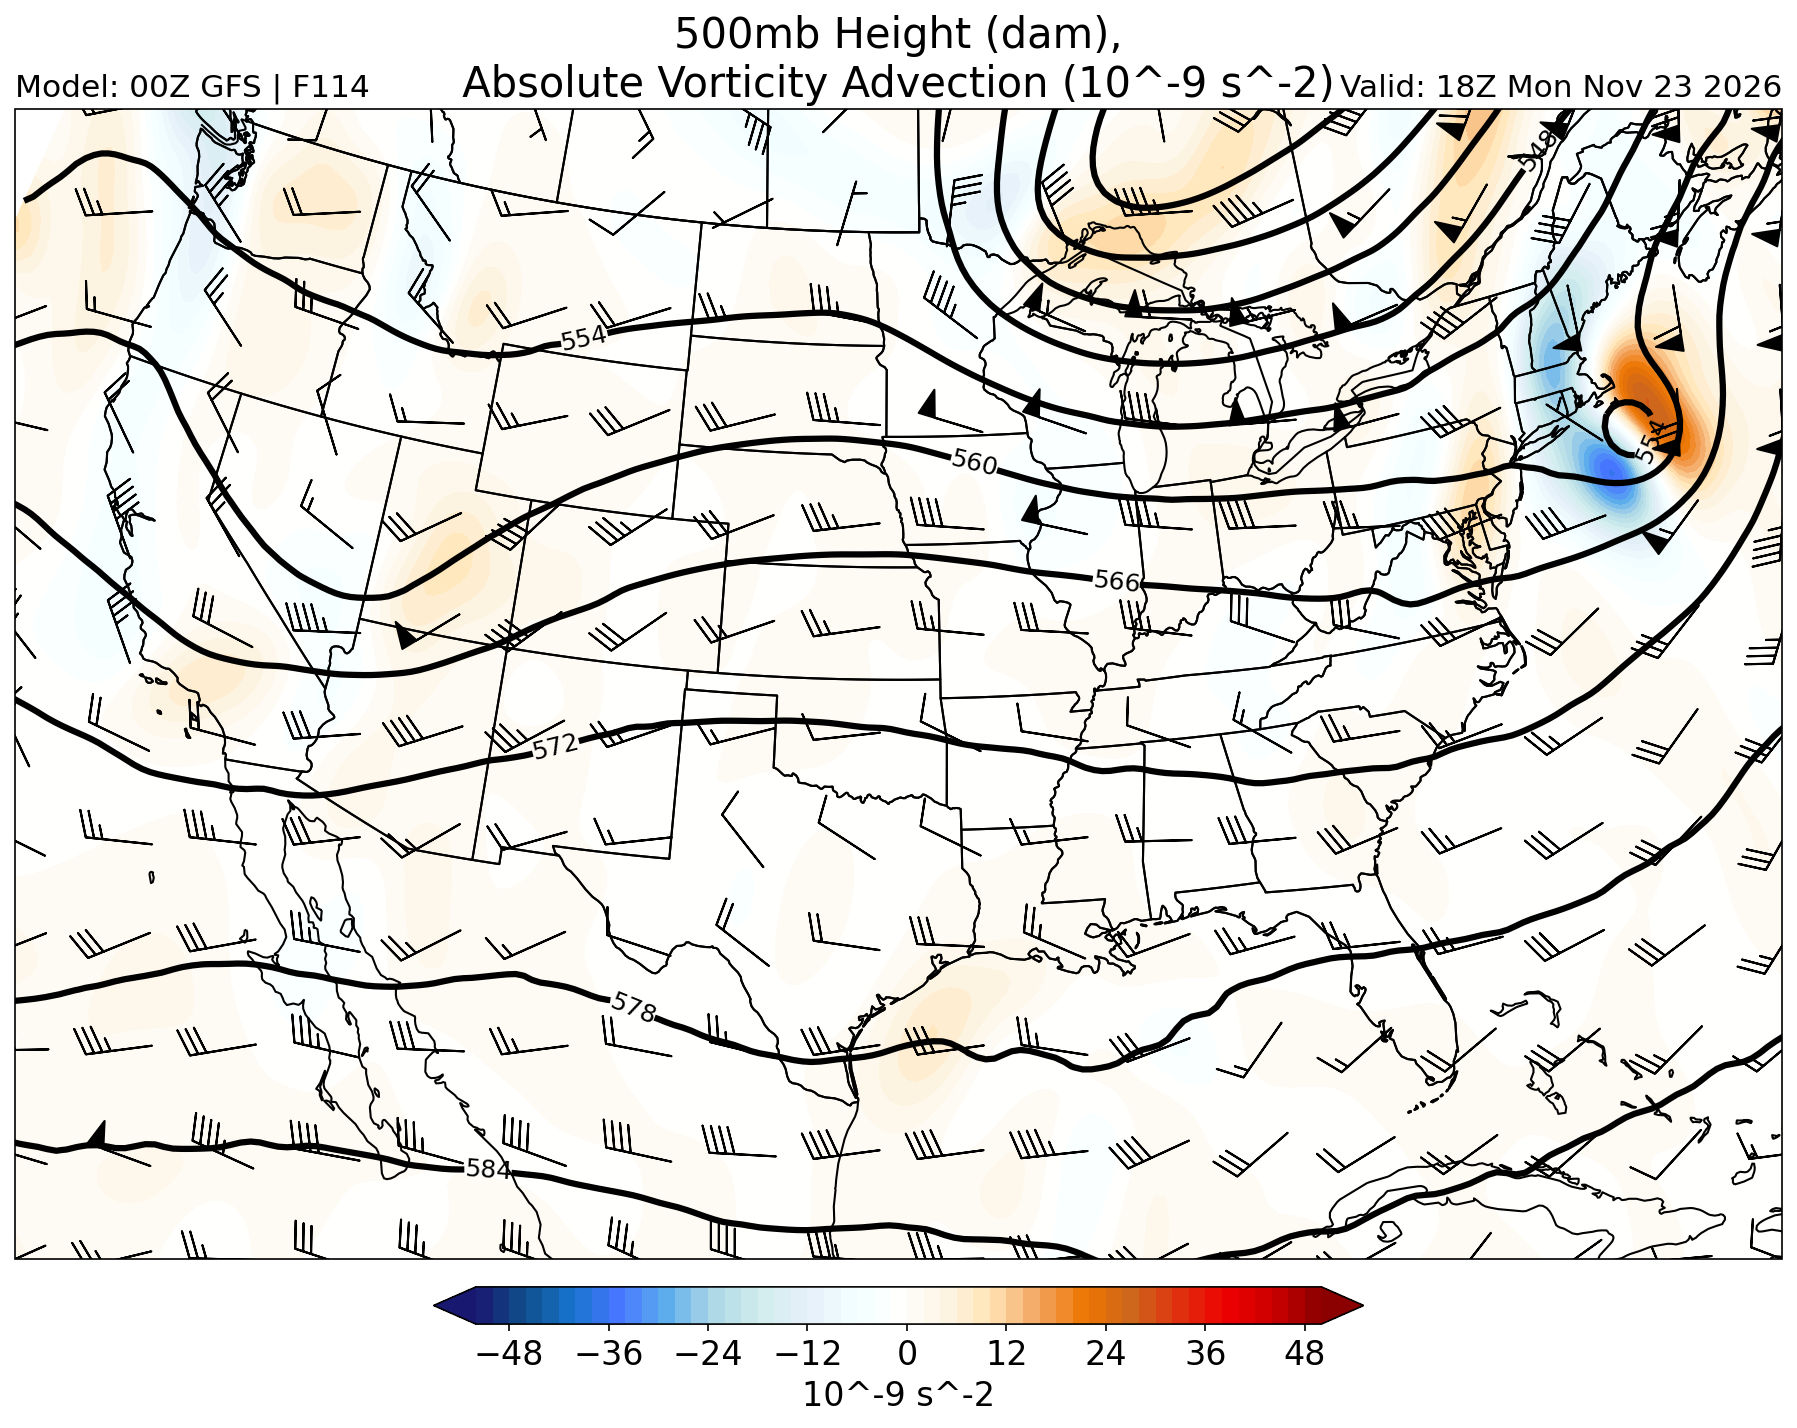 500mb Height (dam),
Model: 00Z GFS | F114
Absolute Vorticity Advection (10^-9 s^-2)
Valid: 18Z Mon Nov 23 2026
548
554
560
554
566
572
578
584
−48 −36 −24 −12 0 12 24 36 48
10^-9 s^-2